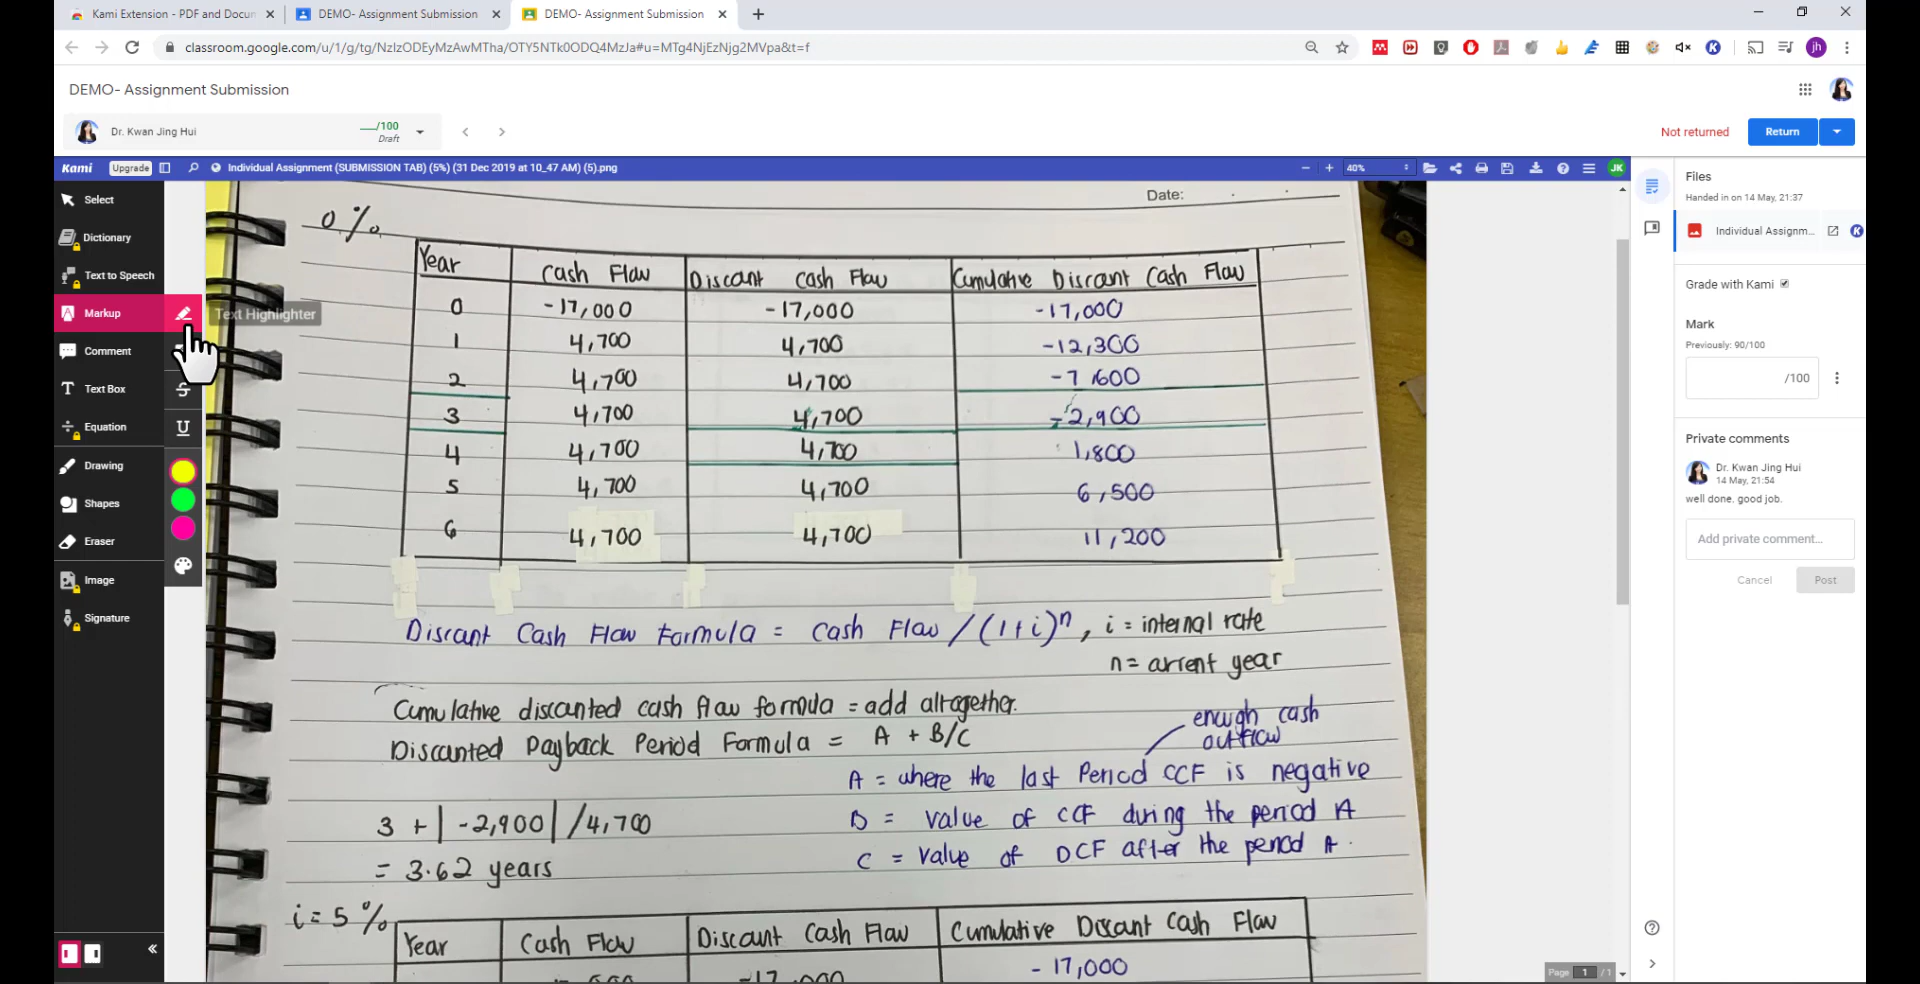 Kami Extension - PDF and Docun
DEMO- Assignment Submission
DEMO- Assignment Submission
classroom.google.com/u/1/g/tg/NzIzODEyMzAwMTha/OTY5NTk0ODQ4MzJa#u=MTg4NjEzNjg2MVpa&t=f
jh
DEMO- Assignment Submission
Dr. Kwan Jing Hui
/100
Draft
Not returned
Return
Kami
Upgrade
Individual Assignment (SUBMISSION TAB) (5%) (31 Dec 2019 at 10_47 AM) (5).png
40%
JK
Select
Dictionary
Text to Speech
Markup
Text Highlighter
Comment
Text Box
Equation
Drawing
Shapes
Eraser
Image
Signature
Date:
0%
Year Cash Flow Discount Cash Flow Cumulative Discount Cash Flow
0 -17,000 -17,000 -17,000
1 4,700 4,700 -12,300
2 4,700 4,700 -7,600
3 4,700 4,700 -2,900
4 4,700 4,700 1,800
5 4,700 4,700 6,500
6 4,700 4,700 11,200
Discount Cash Flow Formula = Cash Flow / (1+i)ⁿ, i = internal rate
n = current year
Cumulative discounted cash flow formula = add altogether.
Discounted Payback Period Formula = A + B/C
enough cash
outflow
A = where the last Period CCF is negative
B = value of CCF during the period A
C = Value of DCF after the period A.
3 + | -2,900 | / 4,700
= 3.62 years
i = 5%
Year Cash Flow Discount Cash Flow Cumulative Discount Cash Flow
-17,000 -17,000
Page 1 / 1
Files
Handed in on 14 May, 21:37
Individual Assignm...
Grade with Kami
Mark
Previously: 90/100
/100
Private comments
Dr. Kwan Jing Hui
14 May, 21:54
well done. good job.
Add private comment...
Cancel
Post